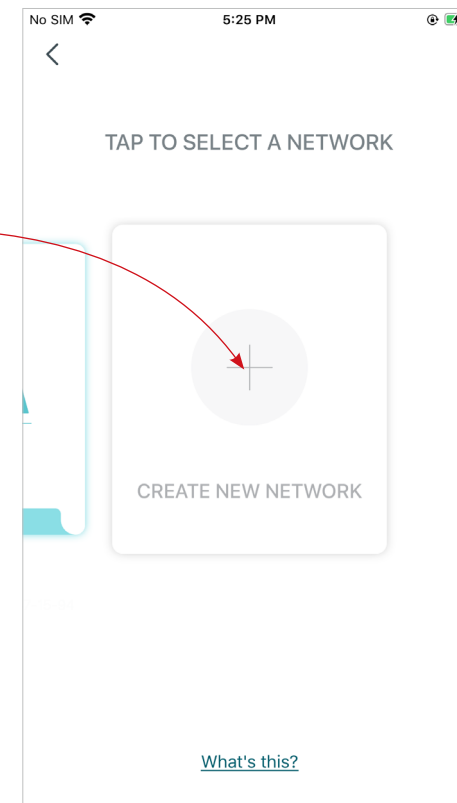 No SIM 5:25 PM
TAP TO SELECT A NETWORK
CREATE NEW NETWORK
What's this?